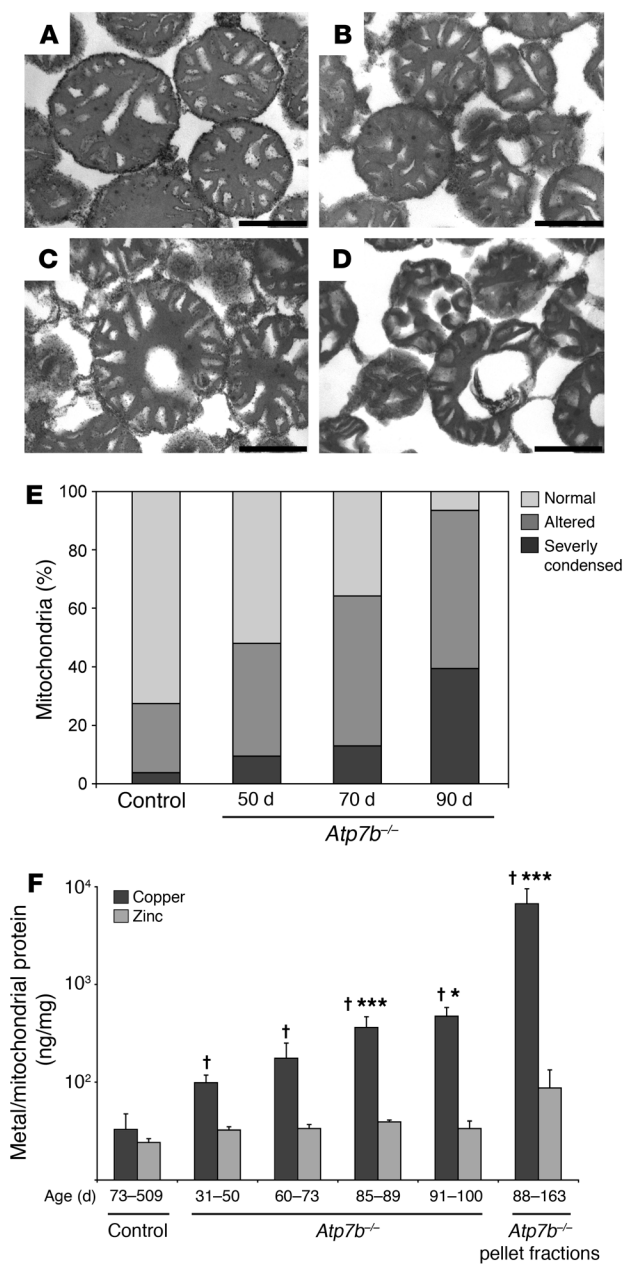 A
B
C
D
E
100
80
60
40
20
0
Mitochondria (%)
Normal
Altered
Severly
condensed
Control
50 d
70 d
90 d
Atp7b–/–
F
Copper
Zinc
Metal/mitochondrial protein
(ng/mg)
10⁴
10³
10²
†
†
† ***
† *
† ***
Age (d)
73–509
31–50
60–73
85–89
91–100
88–163
Control
Atp7b–/–
Atp7b–/–
pellet fractions